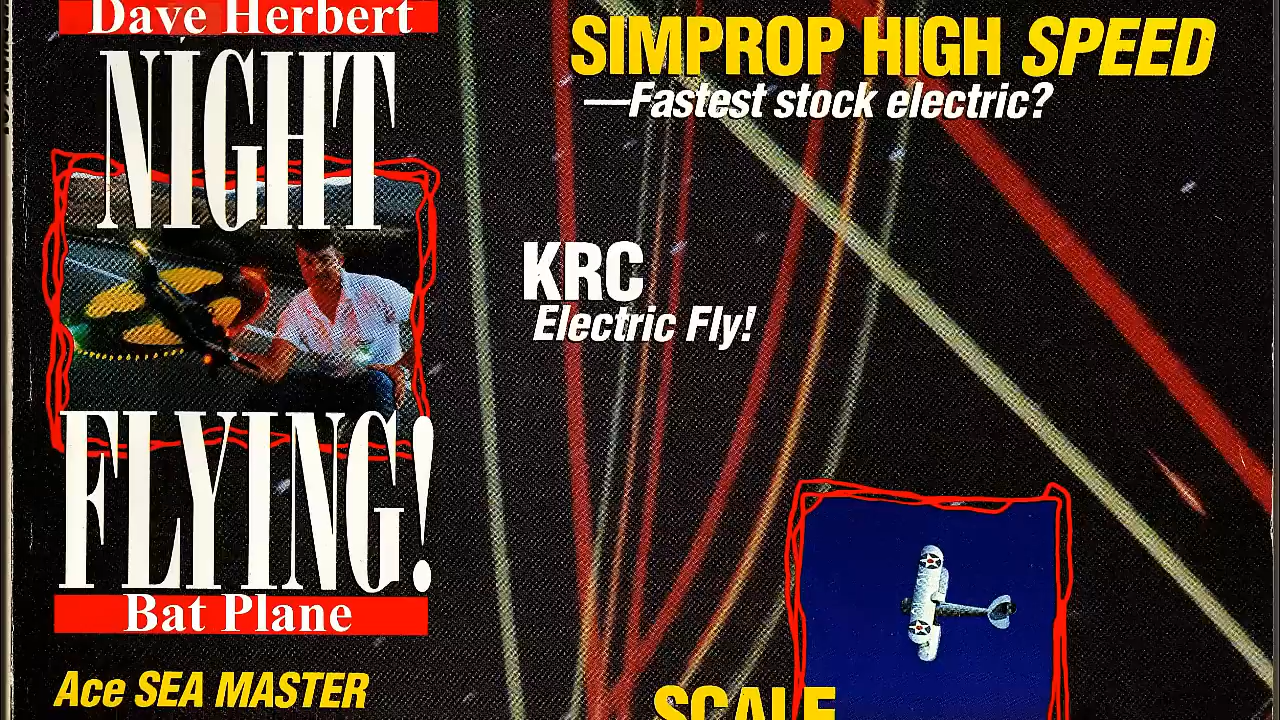 Dave Herbert
NIGHT
FLYING!
Bat Plane
Ace SEA MASTER
SIMPROP HIGH SPEED
—Fastest stock electric?
KRC
Electric Fly!
SCALE